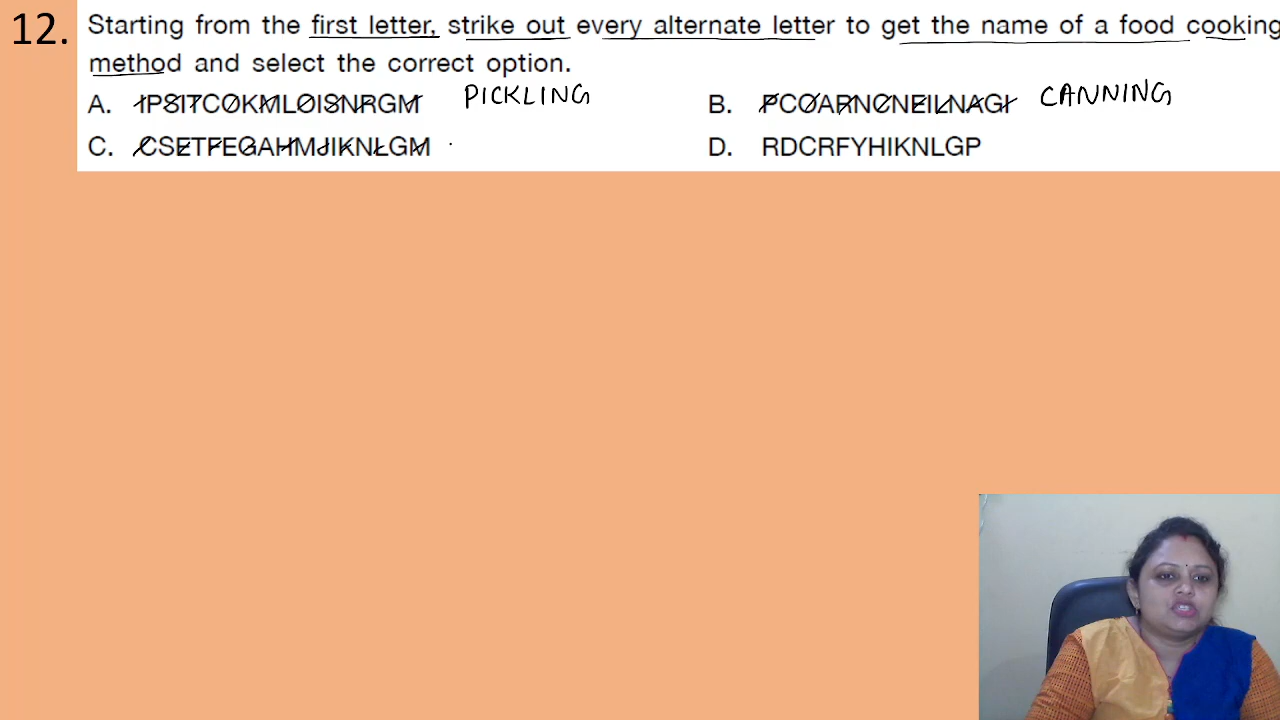 12. Starting from the first letter, strike out every alternate letter to get the name of a food cooking
method and select the correct option.
A. IPSITCOKMLOISNRGM PICKLING B. PCOARNCNEILNAGI CANNING
C. CSETFEGAHMJIKNLGM D. RDCRFYHIKNLGP